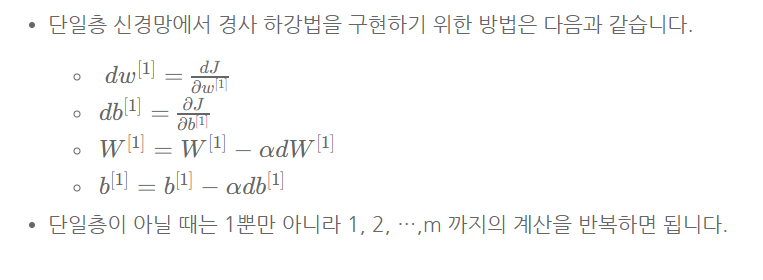 • 단일층 신경망에서 경사 하강법을 구현하기 위한 방법은 다음과 같습니다.
◦ $dw^{[1]} = \frac{dJ}{\partial w^{[1]}}$
◦ $db^{[1]} = \frac{\partial J}{\partial b^{[1]}}$
◦ $W^{[1]} = W^{[1]} - \alpha dW^{[1]}$
◦ $b^{[1]} = b^{[1]} - \alpha db^{[1]}$
• 단일층이 아닐 때는 1뿐만 아니라 1, 2, ⋯,m 까지의 계산을 반복하면 됩니다.